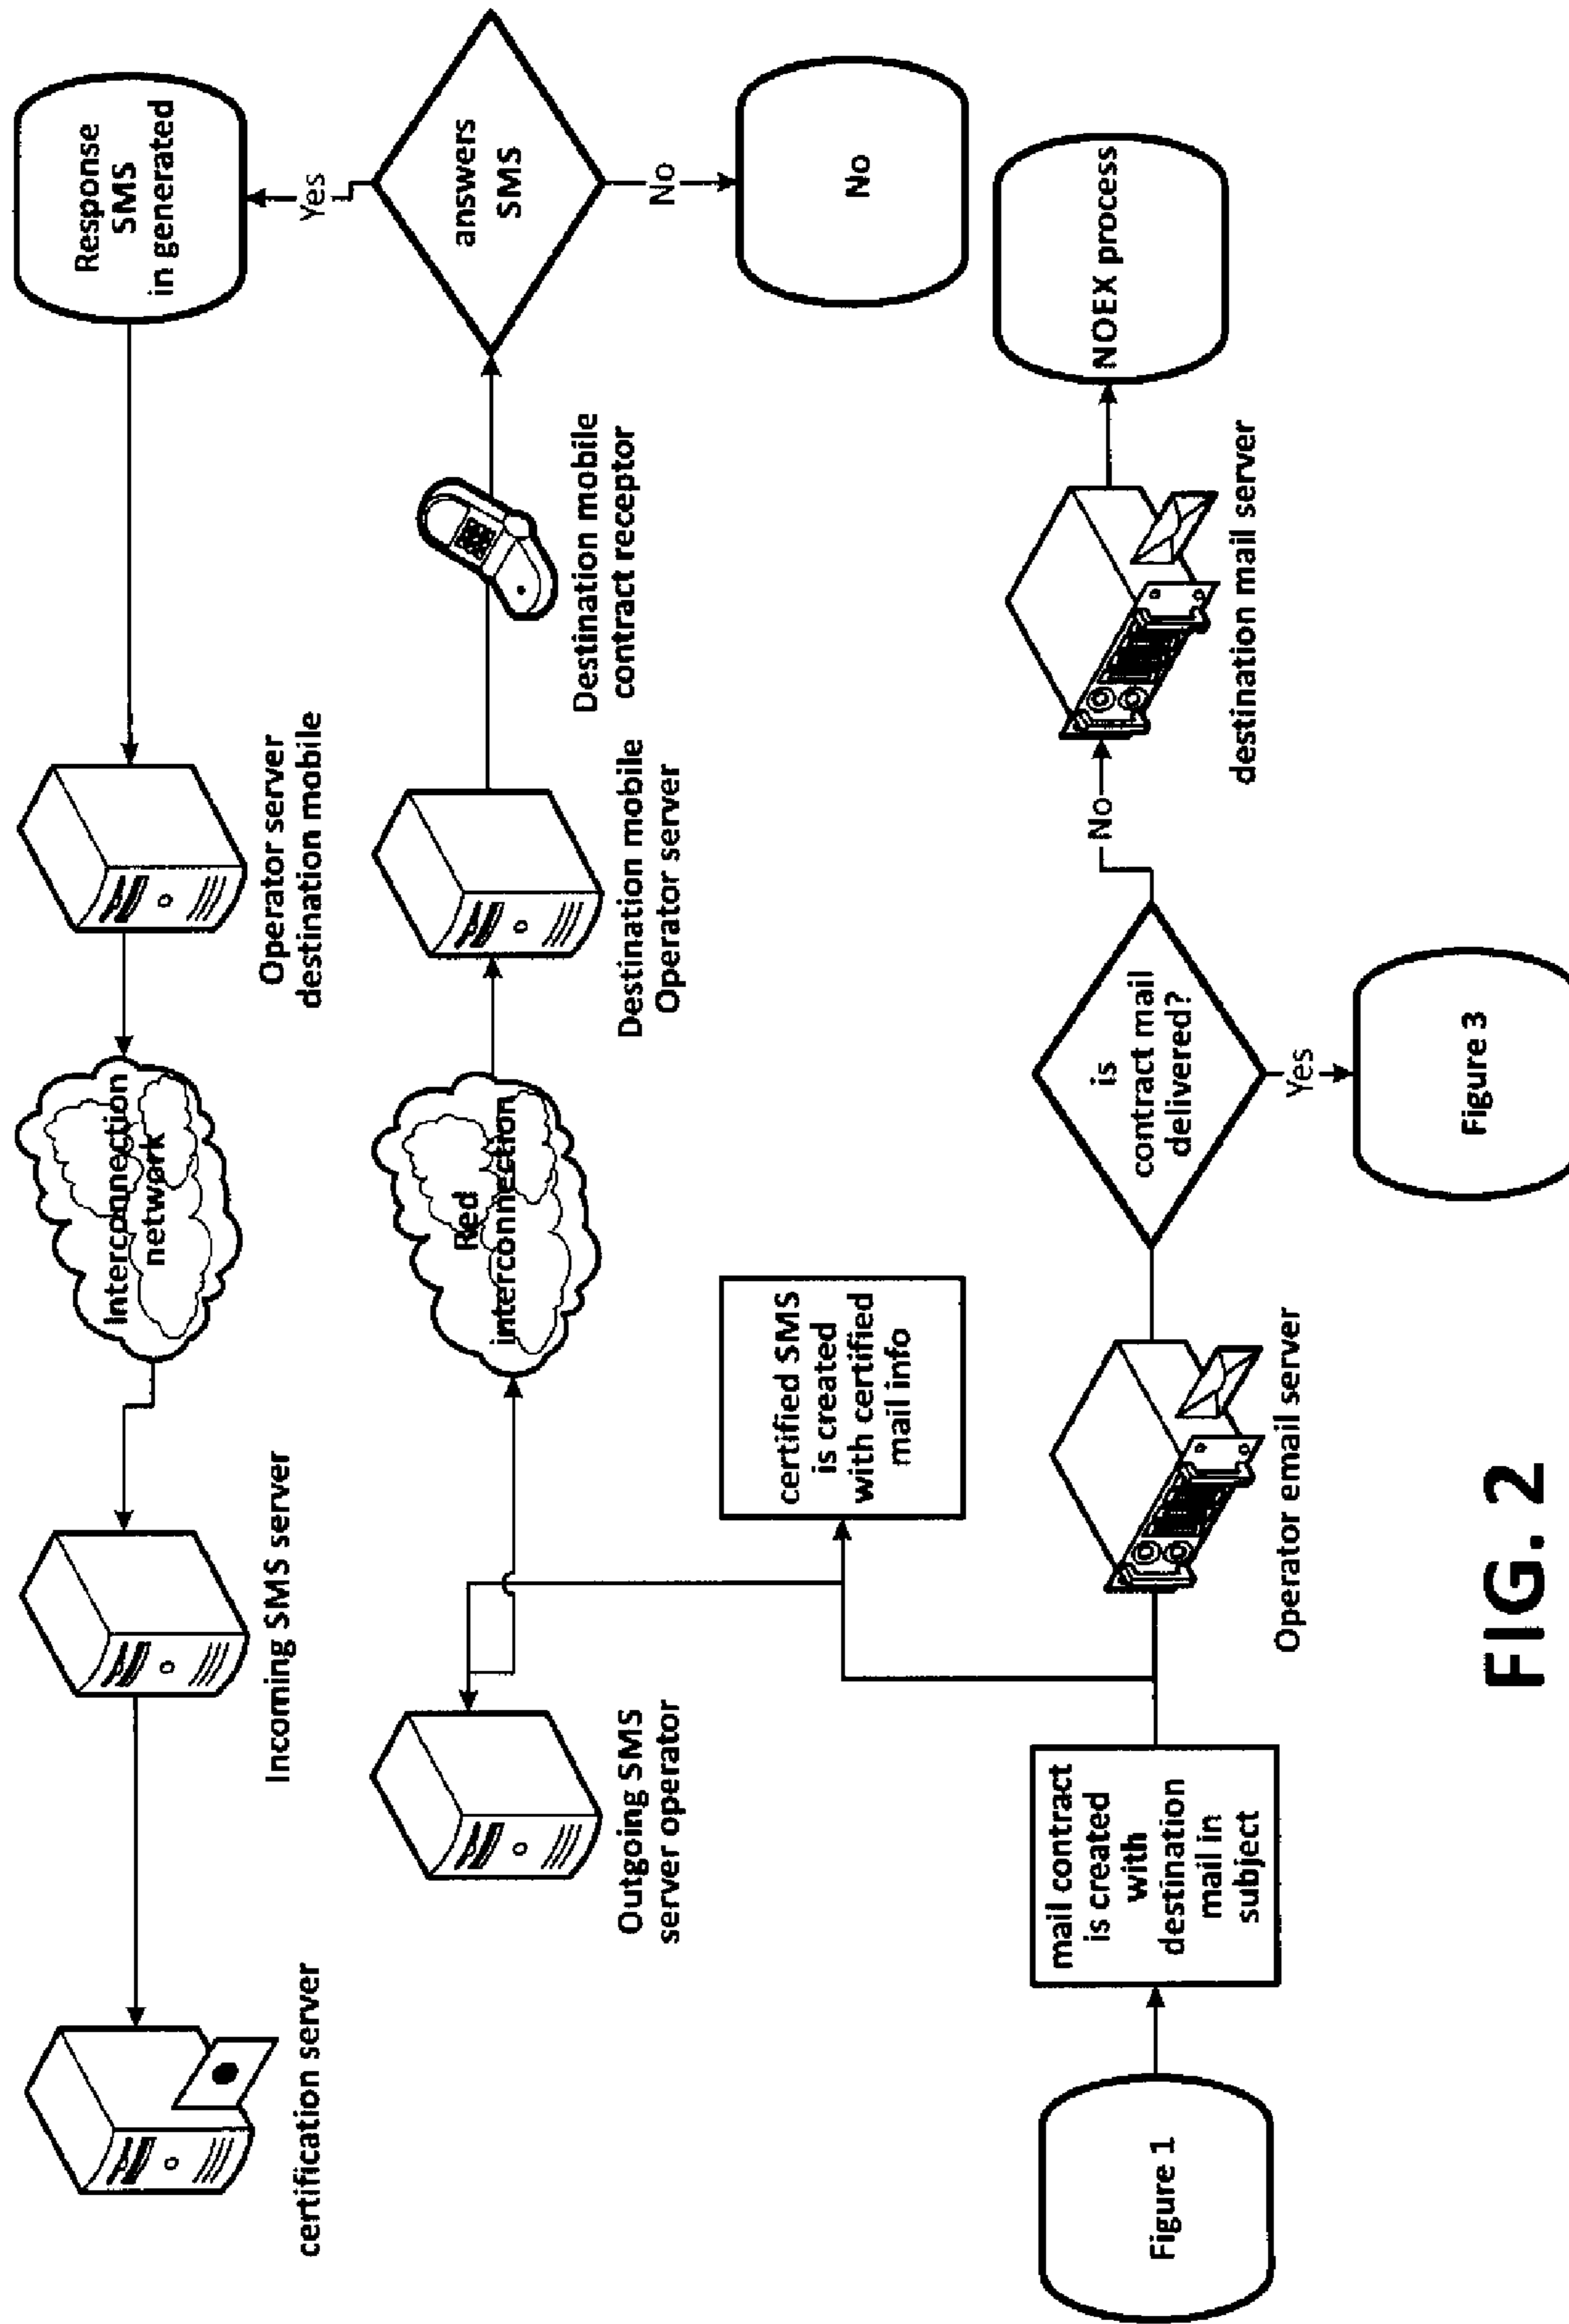 certification server
Incoming SMS server
Interconnection
network
Operator server
destination mobile
Response
SMS
in generated
Yes
Outgoing SMS
server operator
Red
interconnection
Destination mobile
Operator server
Destination mobile
contract receptor
answers
SMS
No
No
certified SMS
is created
with certified
mail info
Figure 1
mail contract
is created
with
destination
mail in
subject
Operator email server
is
contract mail
delivered?
No
destination mail server
NOEX process
Yes
Figure 3
FIG. 2